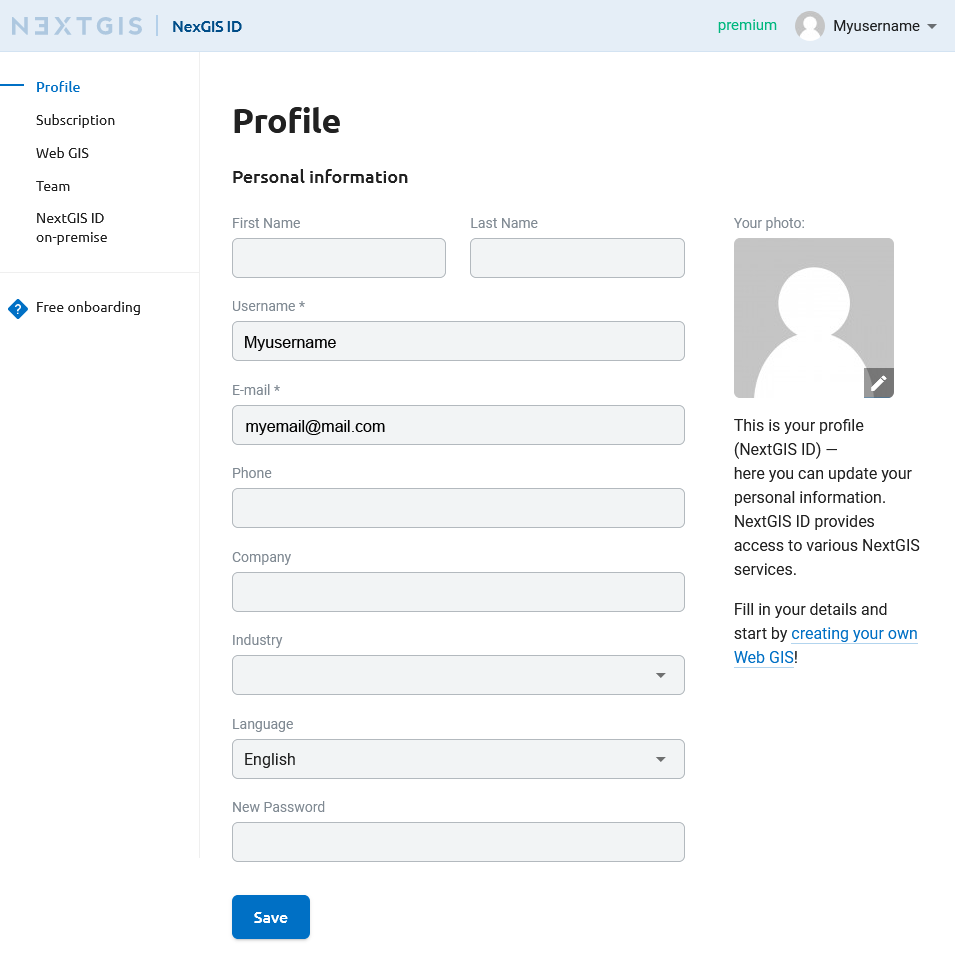 NEXTGIS NexGIS ID premium Myusername
Profile
Subscription
Web GIS
Team
NextGIS ID
on-premise
? Free onboarding
Profile
Personal information
First Name Last Name
Username *
Myusername
E-mail *
myemail@mail.com
Phone
Company
Industry
Language
English
New Password
Save
Your photo:
This is your profile
(NextGIS ID) —
here you can update your
personal information.
NextGIS ID provides
access to various NextGIS
services.
Fill in your details and
start by creating your own
Web GIS!